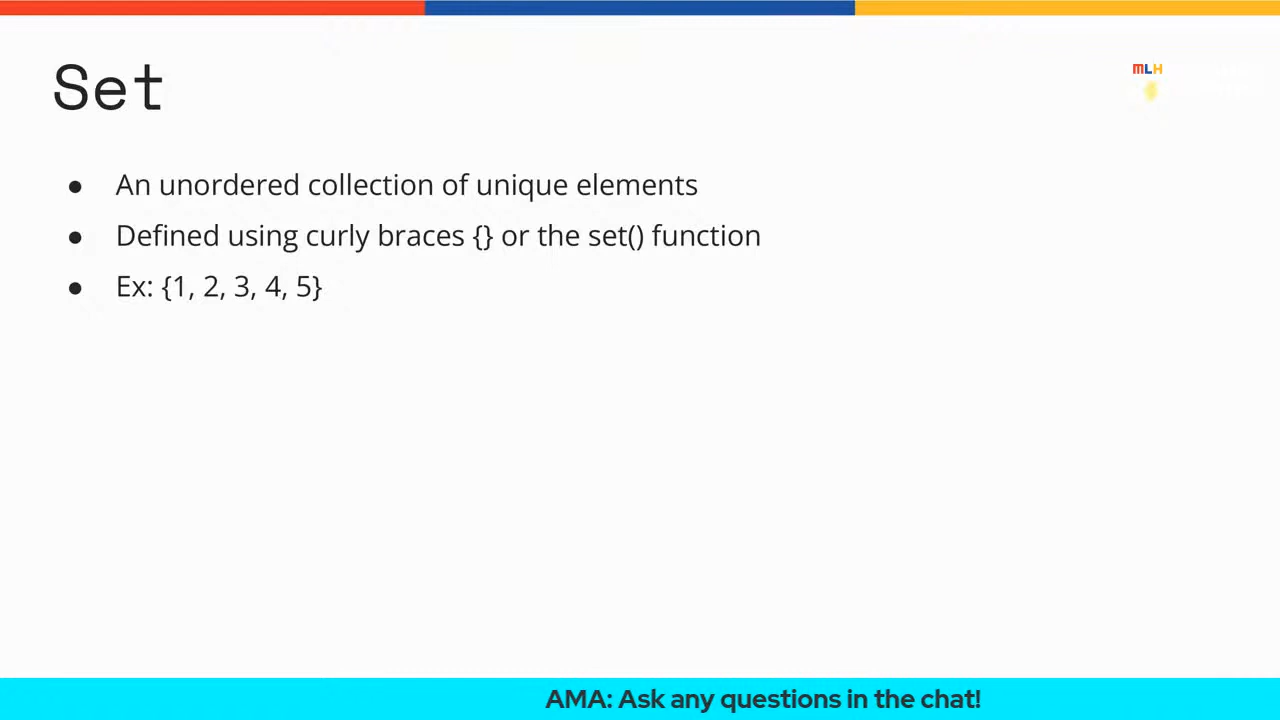 Set
MLH
● An unordered collection of unique elements
● Defined using curly braces {} or the set() function
● Ex: {1, 2, 3, 4, 5}
AMA: Ask any questions in the chat!